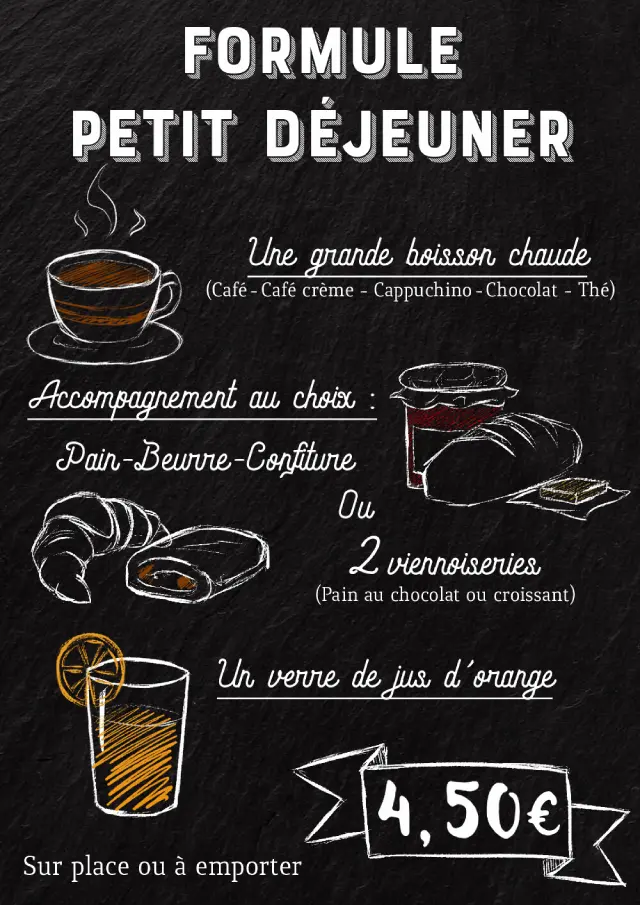 FORMULE
PETIT DÉJEUNER
Une grande boisson chaude
(Café - Café crème - Cappuchino - Chocolat - Thé)
Accompagnement au choix :
Pain-Beurre-Confiture
Ou
2 viennoiseries
(Pain au chocolat ou croissant)
Un verre de jus d'orange
4,50€
Sur place ou à emporter